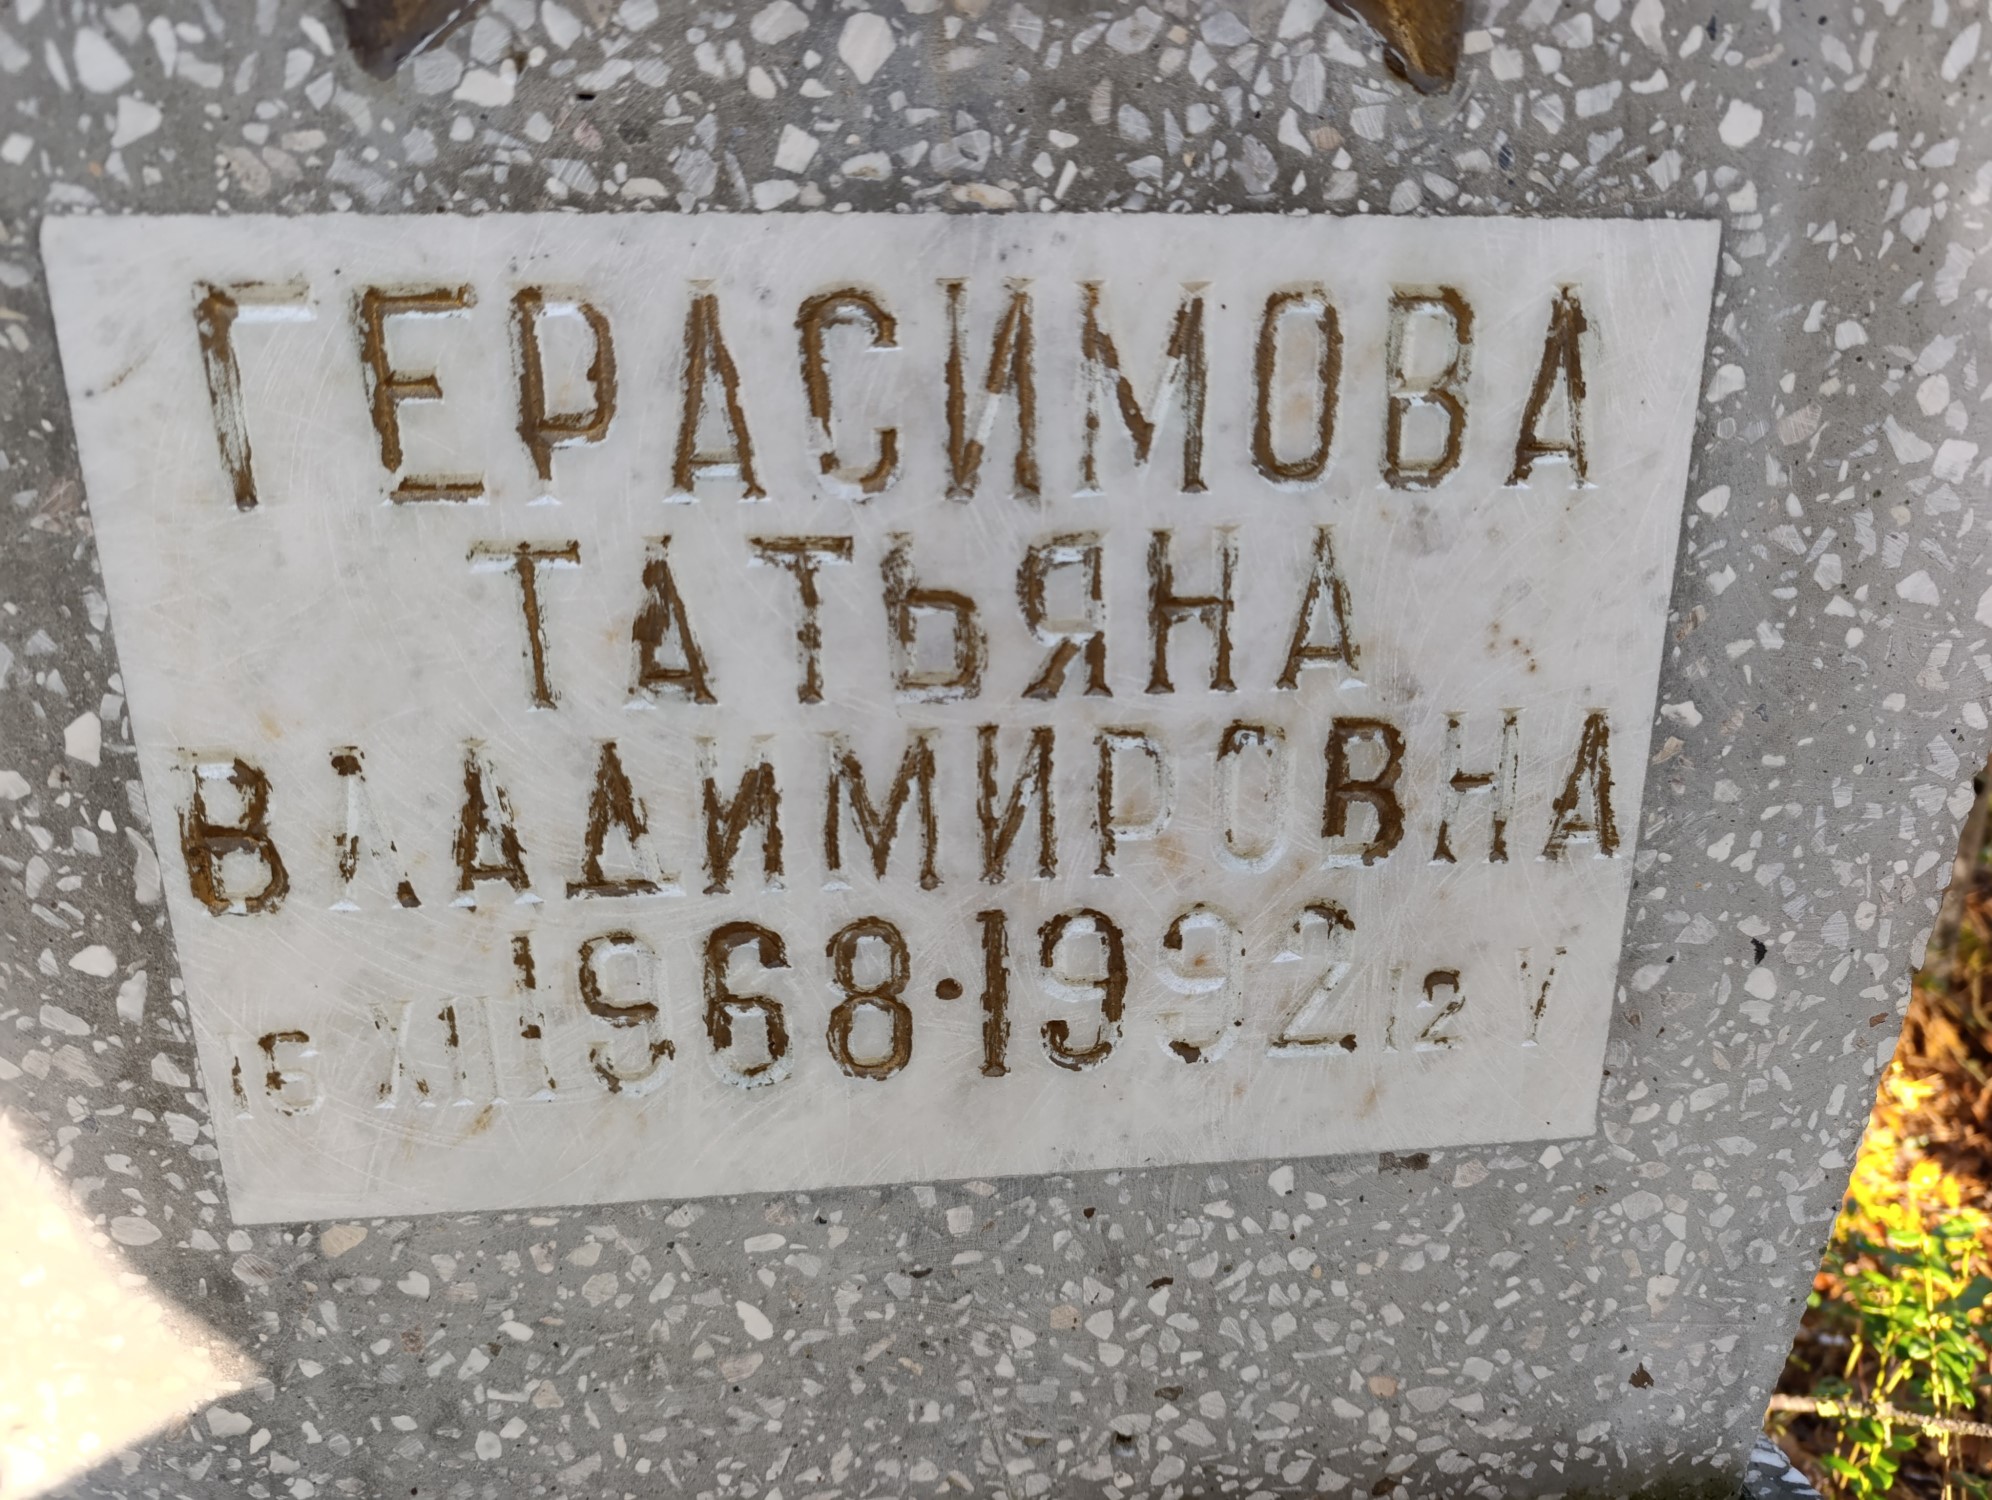 ГЕРАСИМОВА
ТАТЬЯНА
ВЛАДИМИРОВНА
16 XII 1968·1992 12 V